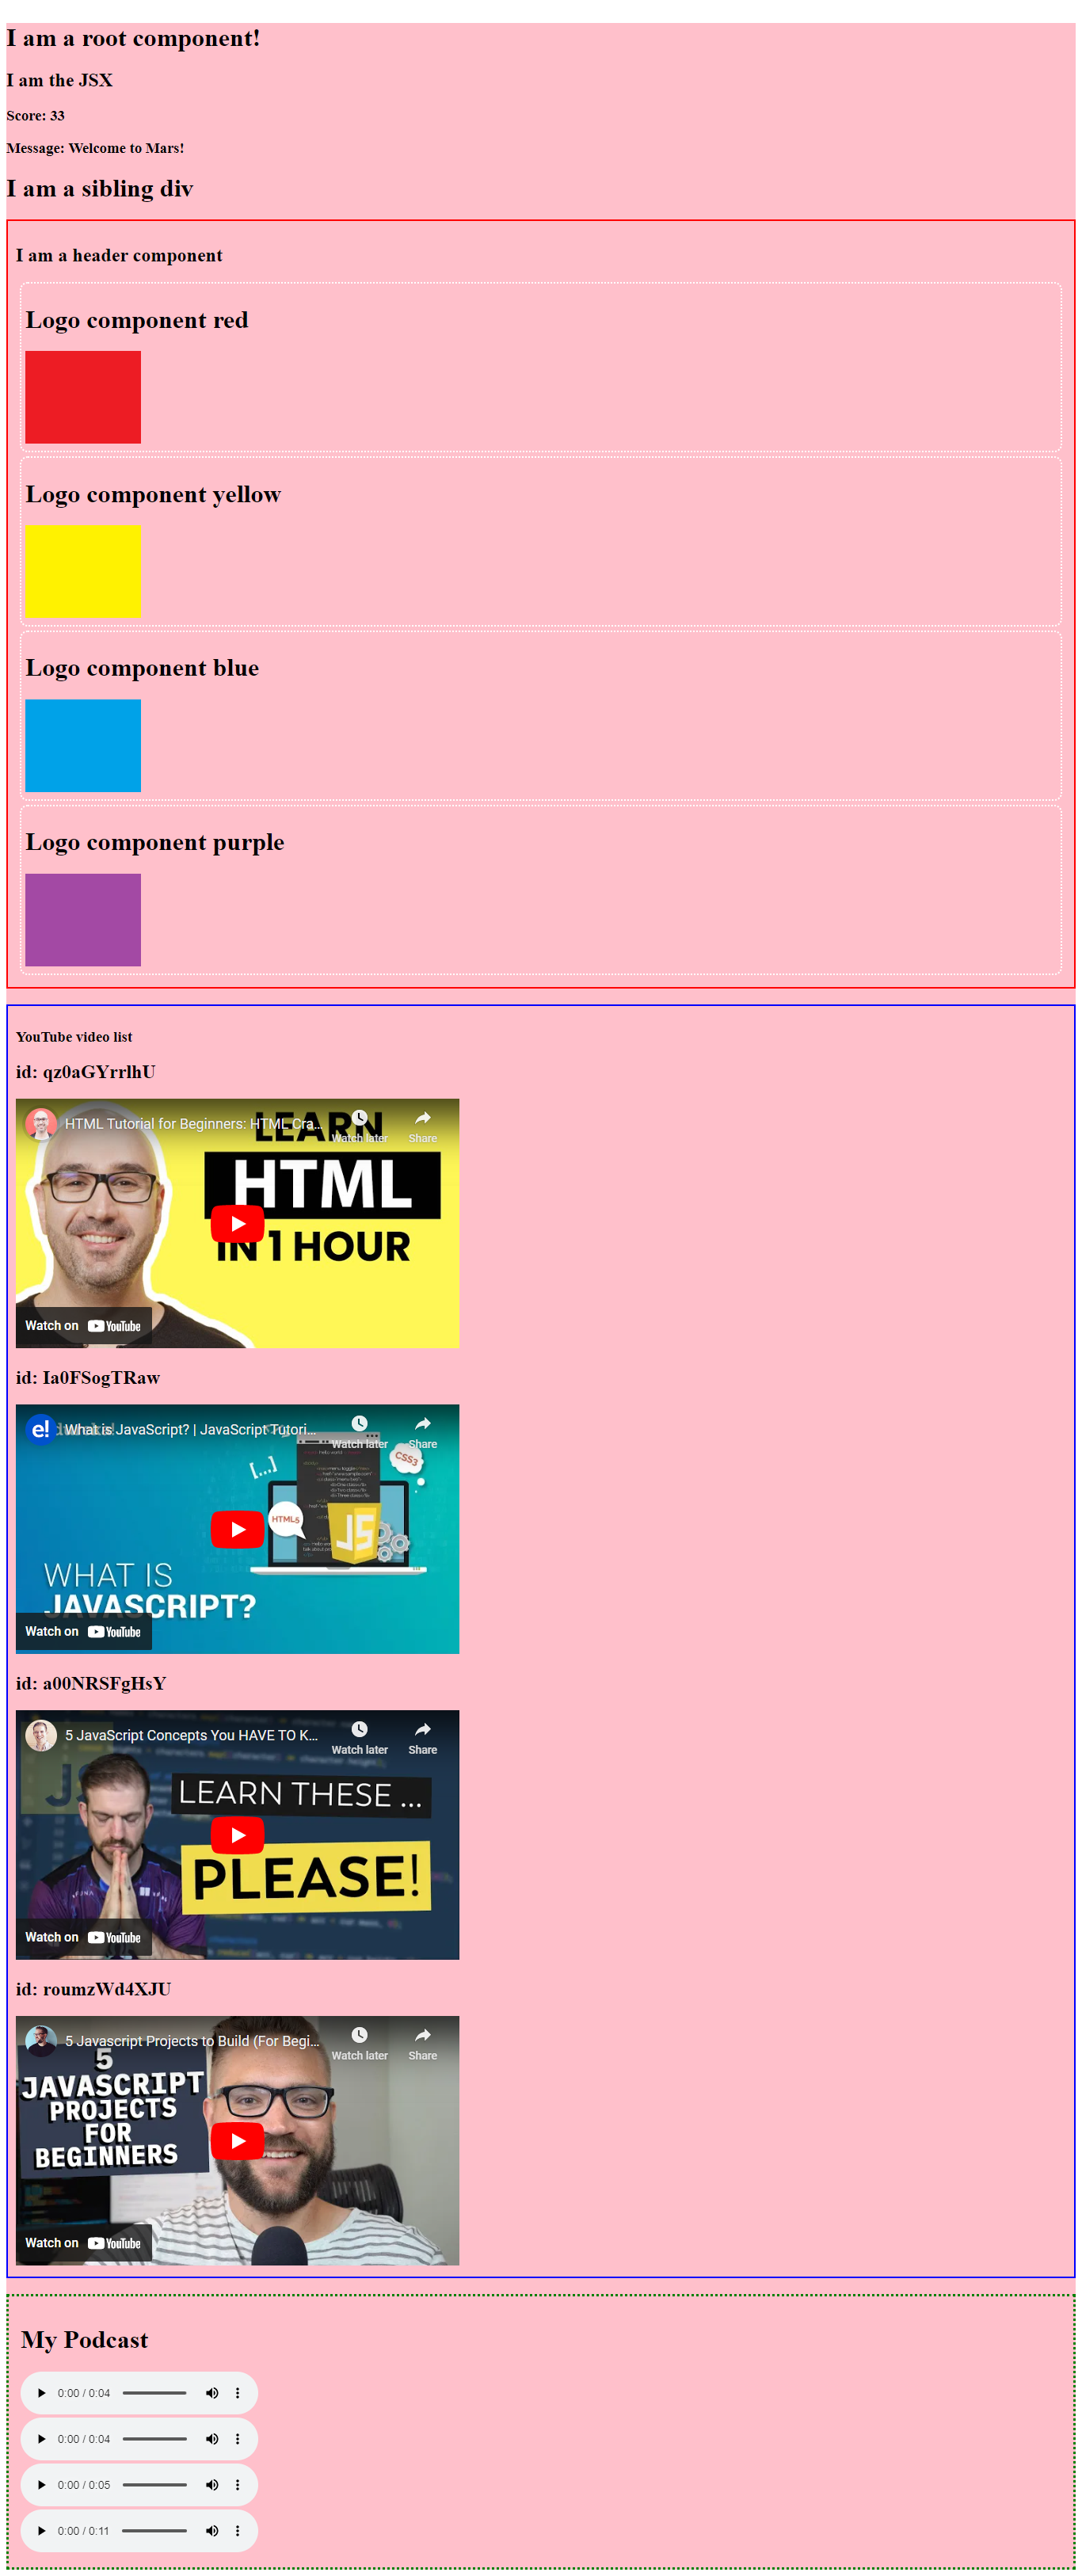 I am a root component!
I am the JSX
Score: 33
Message: Welcome to Mars!
I am a sibling div
I am a header component
Logo component red
Logo component yellow
Logo component blue
Logo component purple
YouTube video list
id: qz0aGYrrlhU
HTML Tutorial for Beginners: HTML Cra...
Watch later
Share
LEARN
HTML
IN 1 HOUR
Watch on YouTube
id: Ia0FSogTRaw
e!
What is JavaScript? | JavaScript Tutori...
Watch later
Share
CSS3
[...]
HTML5
JS
WHAT IS
JAVASCRIPT?
Watch on YouTube
id: a00NRSFgHsY
5 JavaScript Concepts You HAVE TO K...
Watch later
Share
JS
LEARN THESE ...
PLEASE!
Watch on YouTube
id: roumzWd4XJU
5 Javascript Projects to Build (For Begi...
Watch later
Share
5
JAVASCRIPT
PROJECTS
FOR
BEGINNERS
Watch on YouTube
My Podcast
0:00 / 0:04
0:00 / 0:04
0:00 / 0:05
0:00 / 0:11